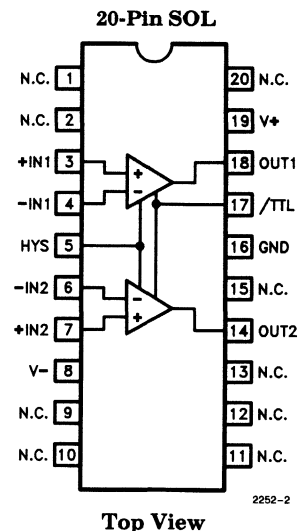 20-Pin SOL
N.C. 1
N.C. 2
+IN1 3
-IN1 4
HYS 5
-IN2 6
+IN2 7
V- 8
N.C. 9
N.C. 10
20 N.C.
19 V+
18 OUT1
17 /TTL
16 GND
15 N.C.
14 OUT2
13 N.C.
12 N.C.
11 N.C.
+
-
-
+
2252-2
Top View